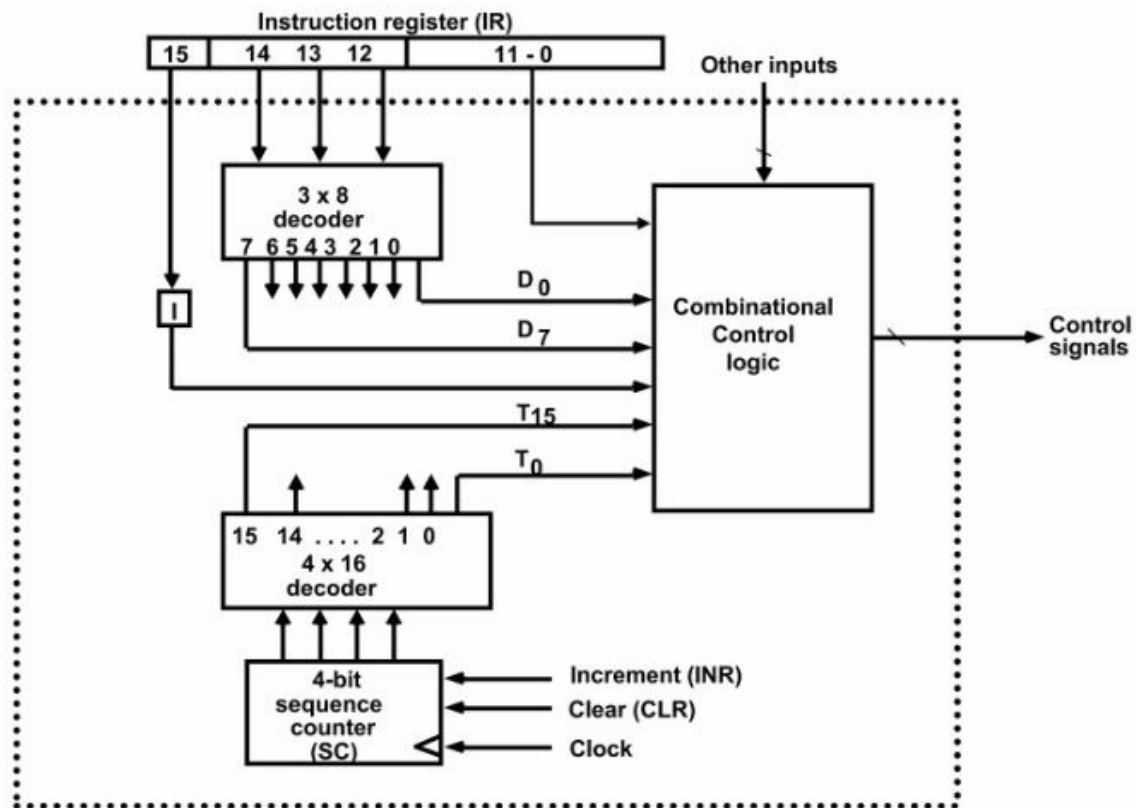 Instruction register (IR)
15 14 13 12 11 - 0
Other inputs
3 x 8
decoder
7 6 5 4 3 2 1 0
D0
I
D7
Combinational
Control
logic
Control
signals
T15
T0
15 14 . . . . 2 1 0
4 x 16
decoder
4-bit
sequence
counter
(SC)
Increment (INR)
Clear (CLR)
Clock